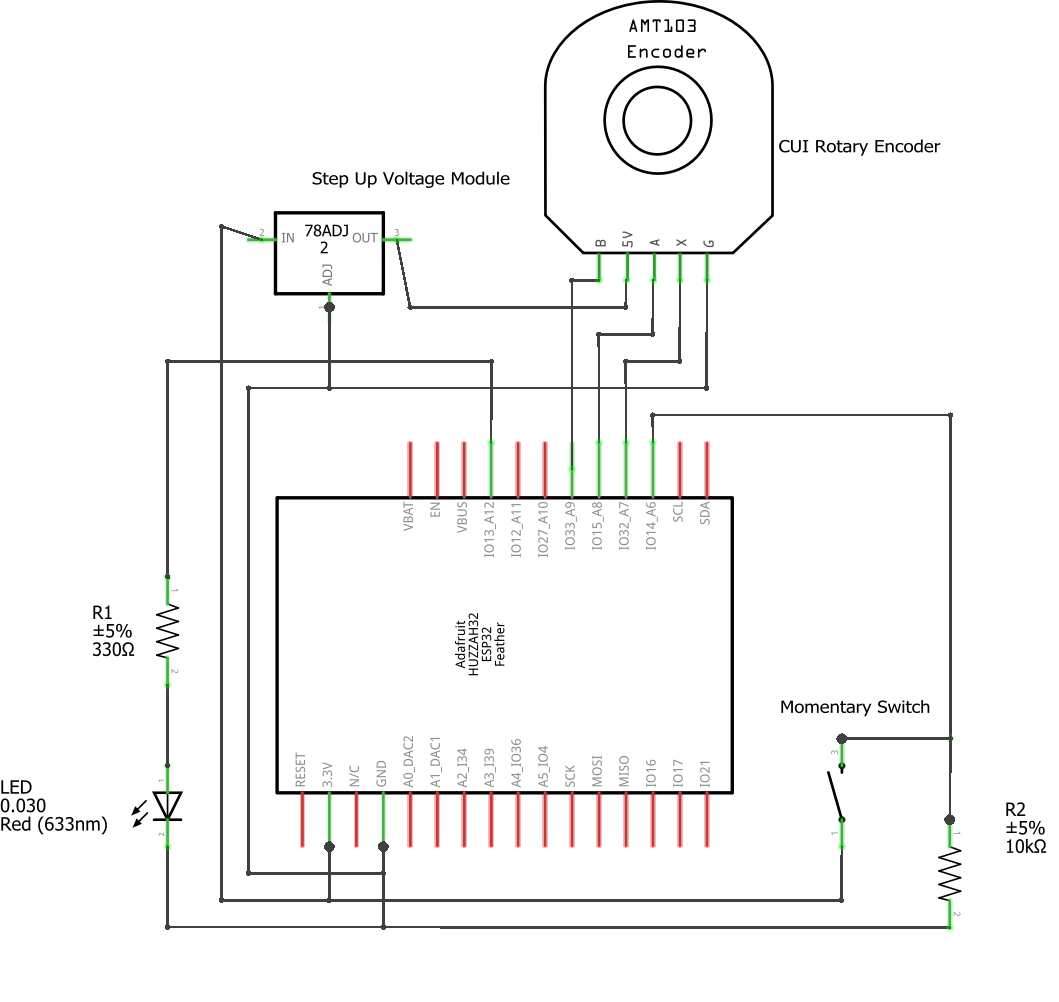 AMT103
Encoder
CUI Rotary Encoder
Step Up Voltage Module
78ADJ
2
2
IN
OUT
3
ADJ
1
B
5V
A
X
G
VBAT
EN
VBUS
IO13_A12
IO12_A11
IO27_A10
IO33_A9
IO15_A8
IO32_A7
IO14_A6
SCL
SDA
R1
±5%
330Ω
1
2
Adafruit
HUZZAH32
ESP32
Feather
Momentary Switch
3
1
RESET
3.3V
N/C
GND
A0_DAC2
A1_DAC1
A2_I34
A3_I39
A4_IO36
A5_IO4
SCK
MOSI
MISO
IO16
IO17
IO21
LED
0.030
Red (633nm)
1
2
R2
±5%
10kΩ
1
2